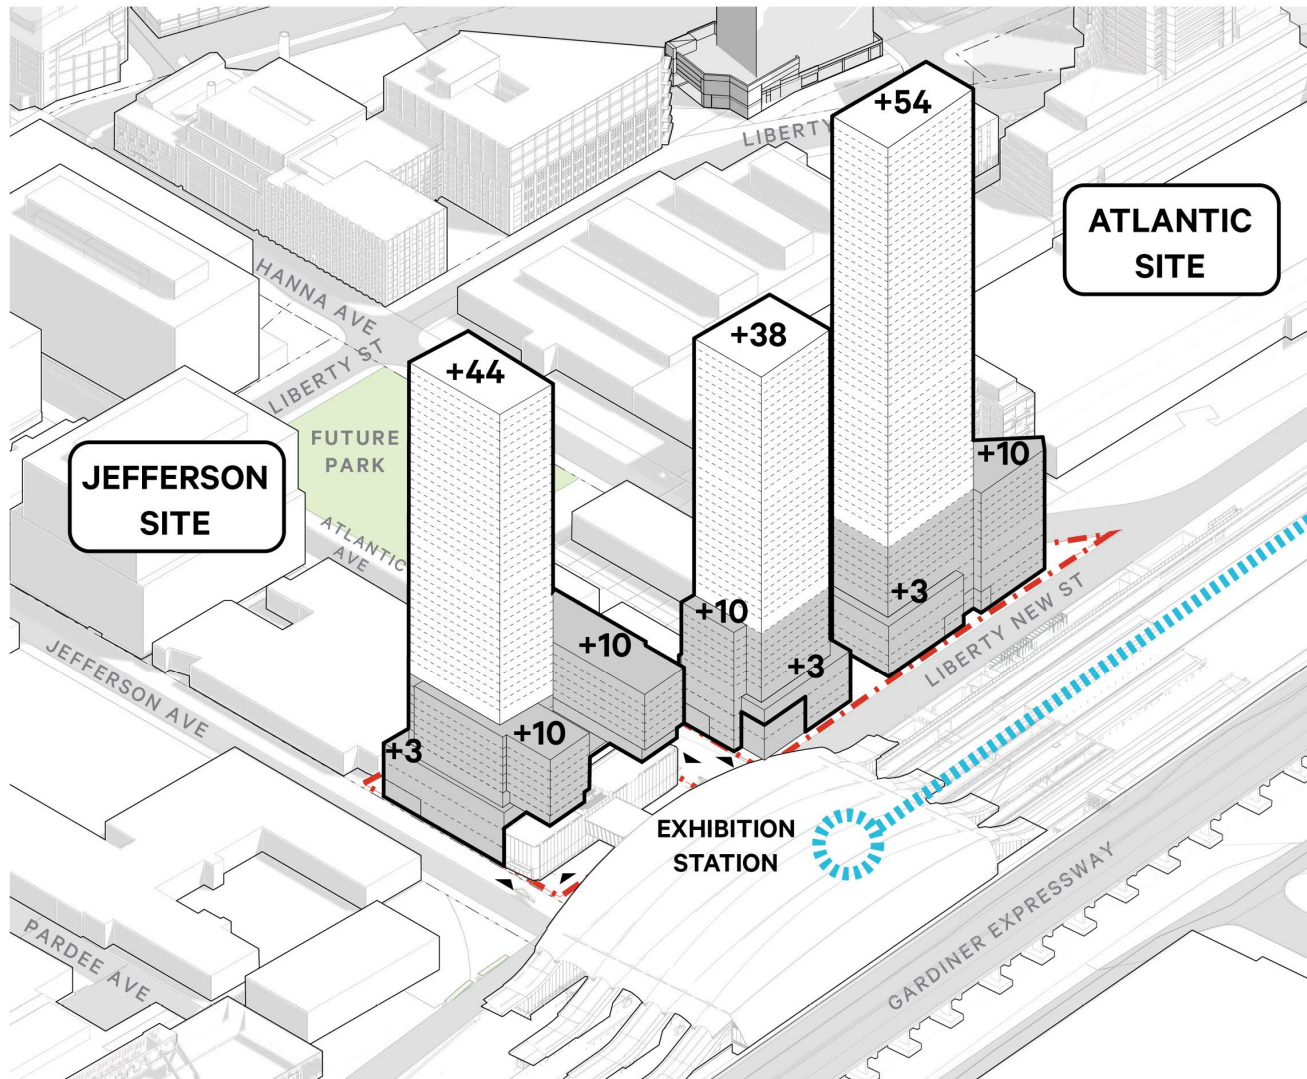 +54
LIBERTY
ATLANTIC
SITE
HANNA AVE
LIBERTY ST
+38
+44
FUTURE
PARK
JEFFERSON
SITE
+10
ATLANTIC
AVE
+3
+10
+10
LIBERTY NEW ST
JEFFERSON AVE
+3
+10
+3
EXHIBITION
STATION
GARDINER EXPRESSWAY
PARDEE AVE